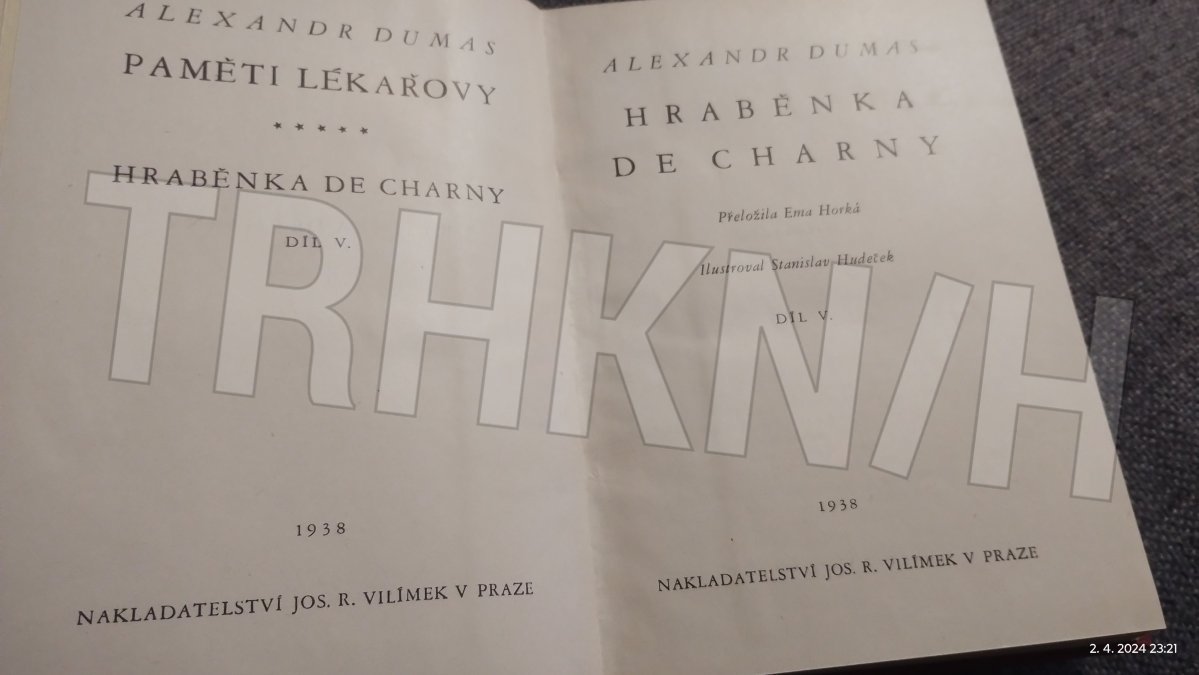 ALEXANDR DUMAS
PAMĚTI LÉKAŘOVY
★ ★ ★ ★ ★
HRABĚNKA DE CHARNY
DÍL V.
1938
NAKLADATELSTVÍ JOS. R. VILÍMEK V PRAZE
ALEXANDR DUMAS
HRABĚNKA
DE CHARNY
Přeložila Ema Horká
Ilustroval Stanislav Hudeček
DÍL V.
1938
NAKLADATELSTVÍ JOS. R. VILÍMEK V PRAZE
TRHKN/H
2. 4. 2024 23:21